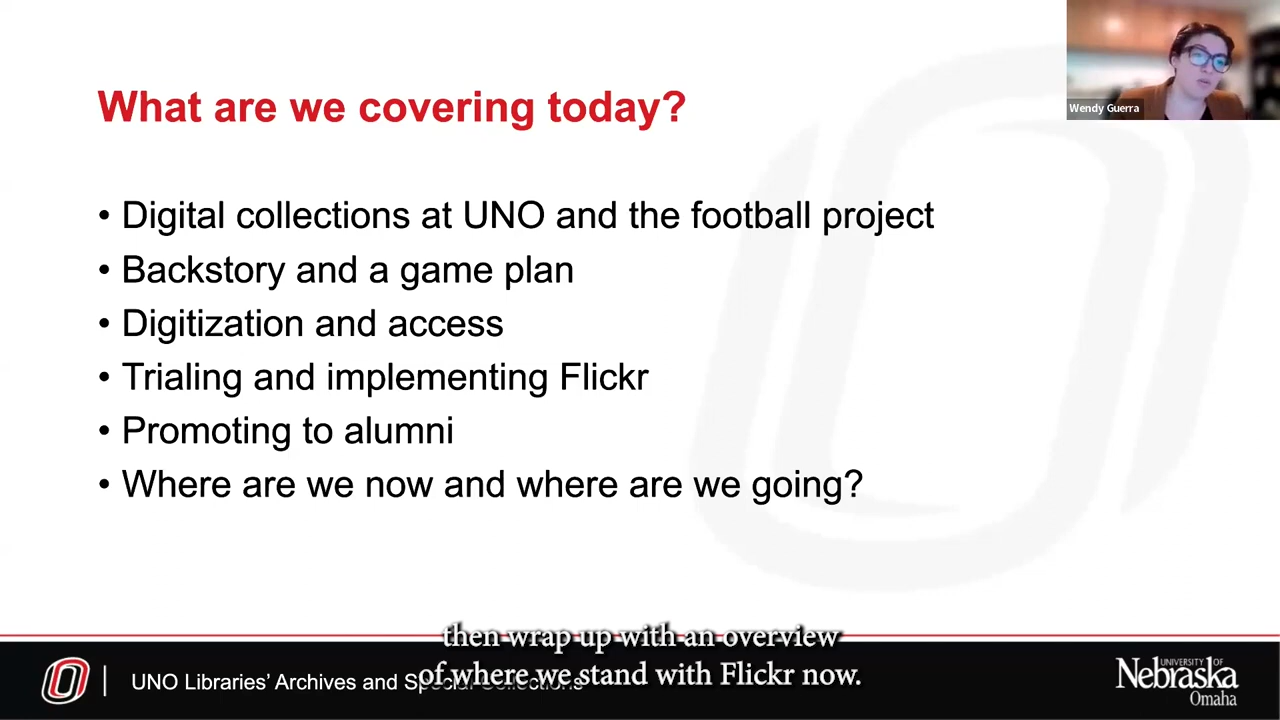 What are we covering today?
Wendy Guerra
• Digital collections at UNO and the football project
• Backstory and a game plan
• Digitization and access
• Trialing and implementing Flickr
• Promoting to alumni
• Where are we now and where are we going?
then wrap up with an overview
of where we stand with Flickr now.
UNO Libraries' Archives and Special Collections
UNIVERSITY OF
Nebraska
Omaha